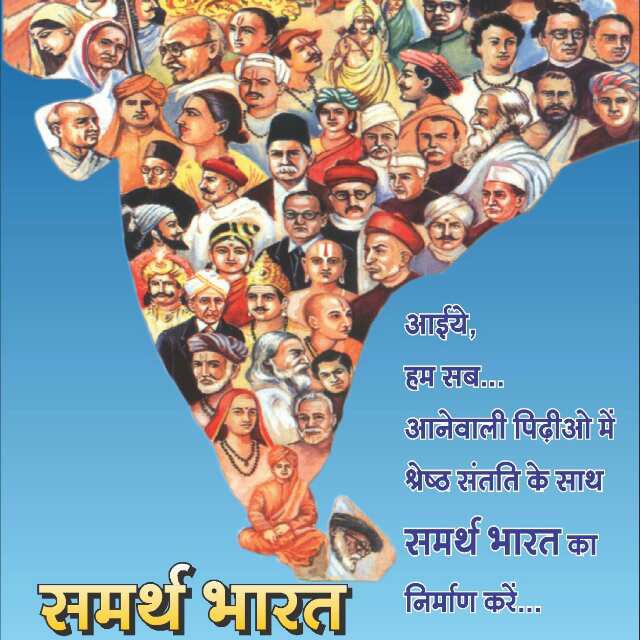 आईये,
हम सब...
आनेवाली पिढ़ीओ में
श्रेष्ठ संतति के साथ
समर्थ भारत का
निर्माण करें...
समर्थ भारत